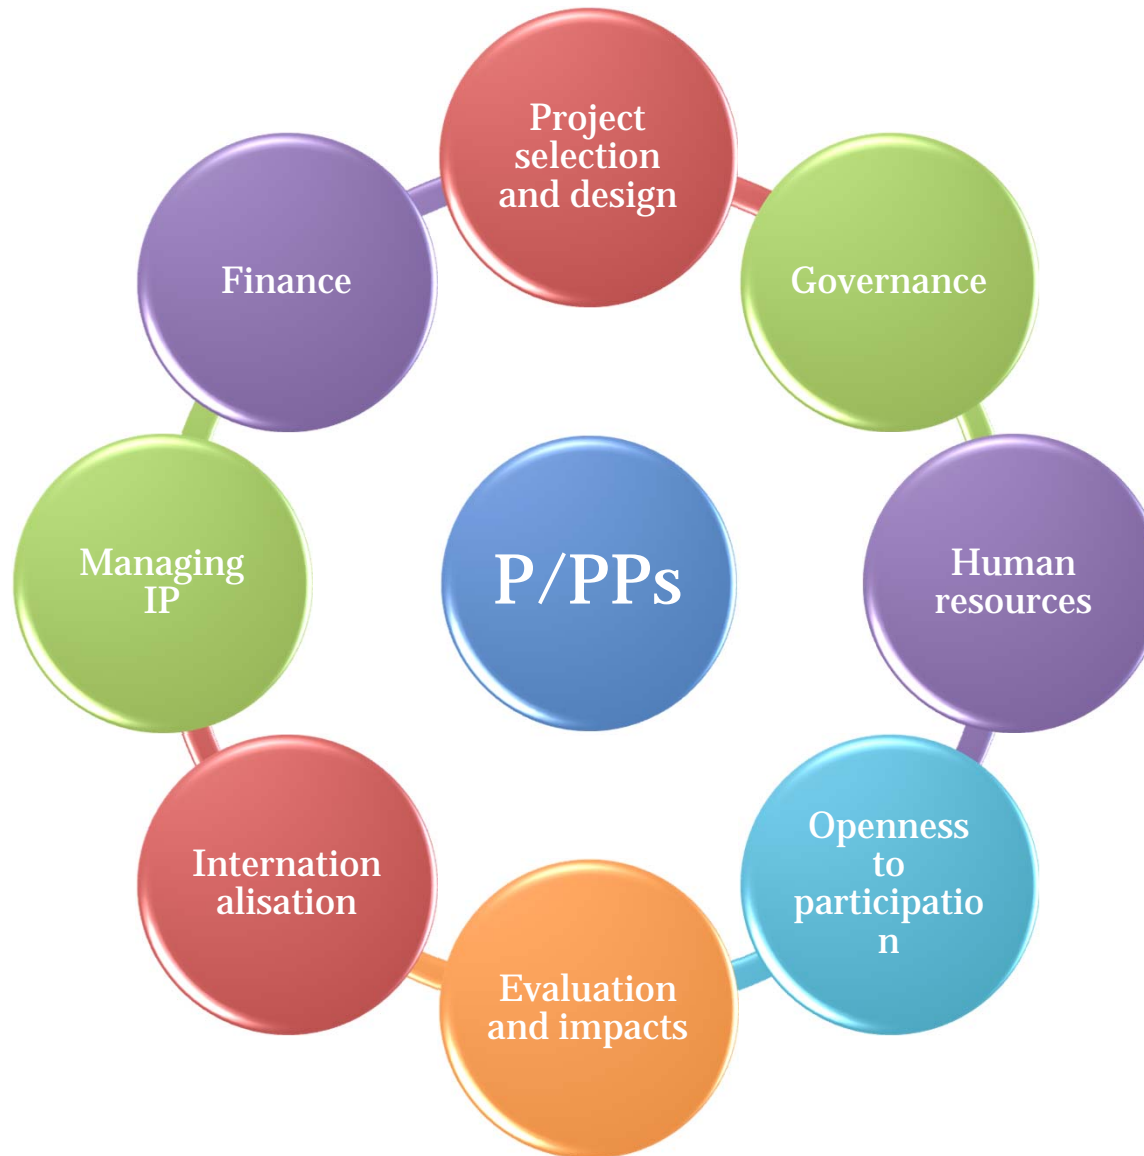 Project
selection
and design
Governance
Finance
Human
resources
P/PPs
Managing
IP
Openness
to
participatio
n
Internation
alisation
Evaluation
and impacts